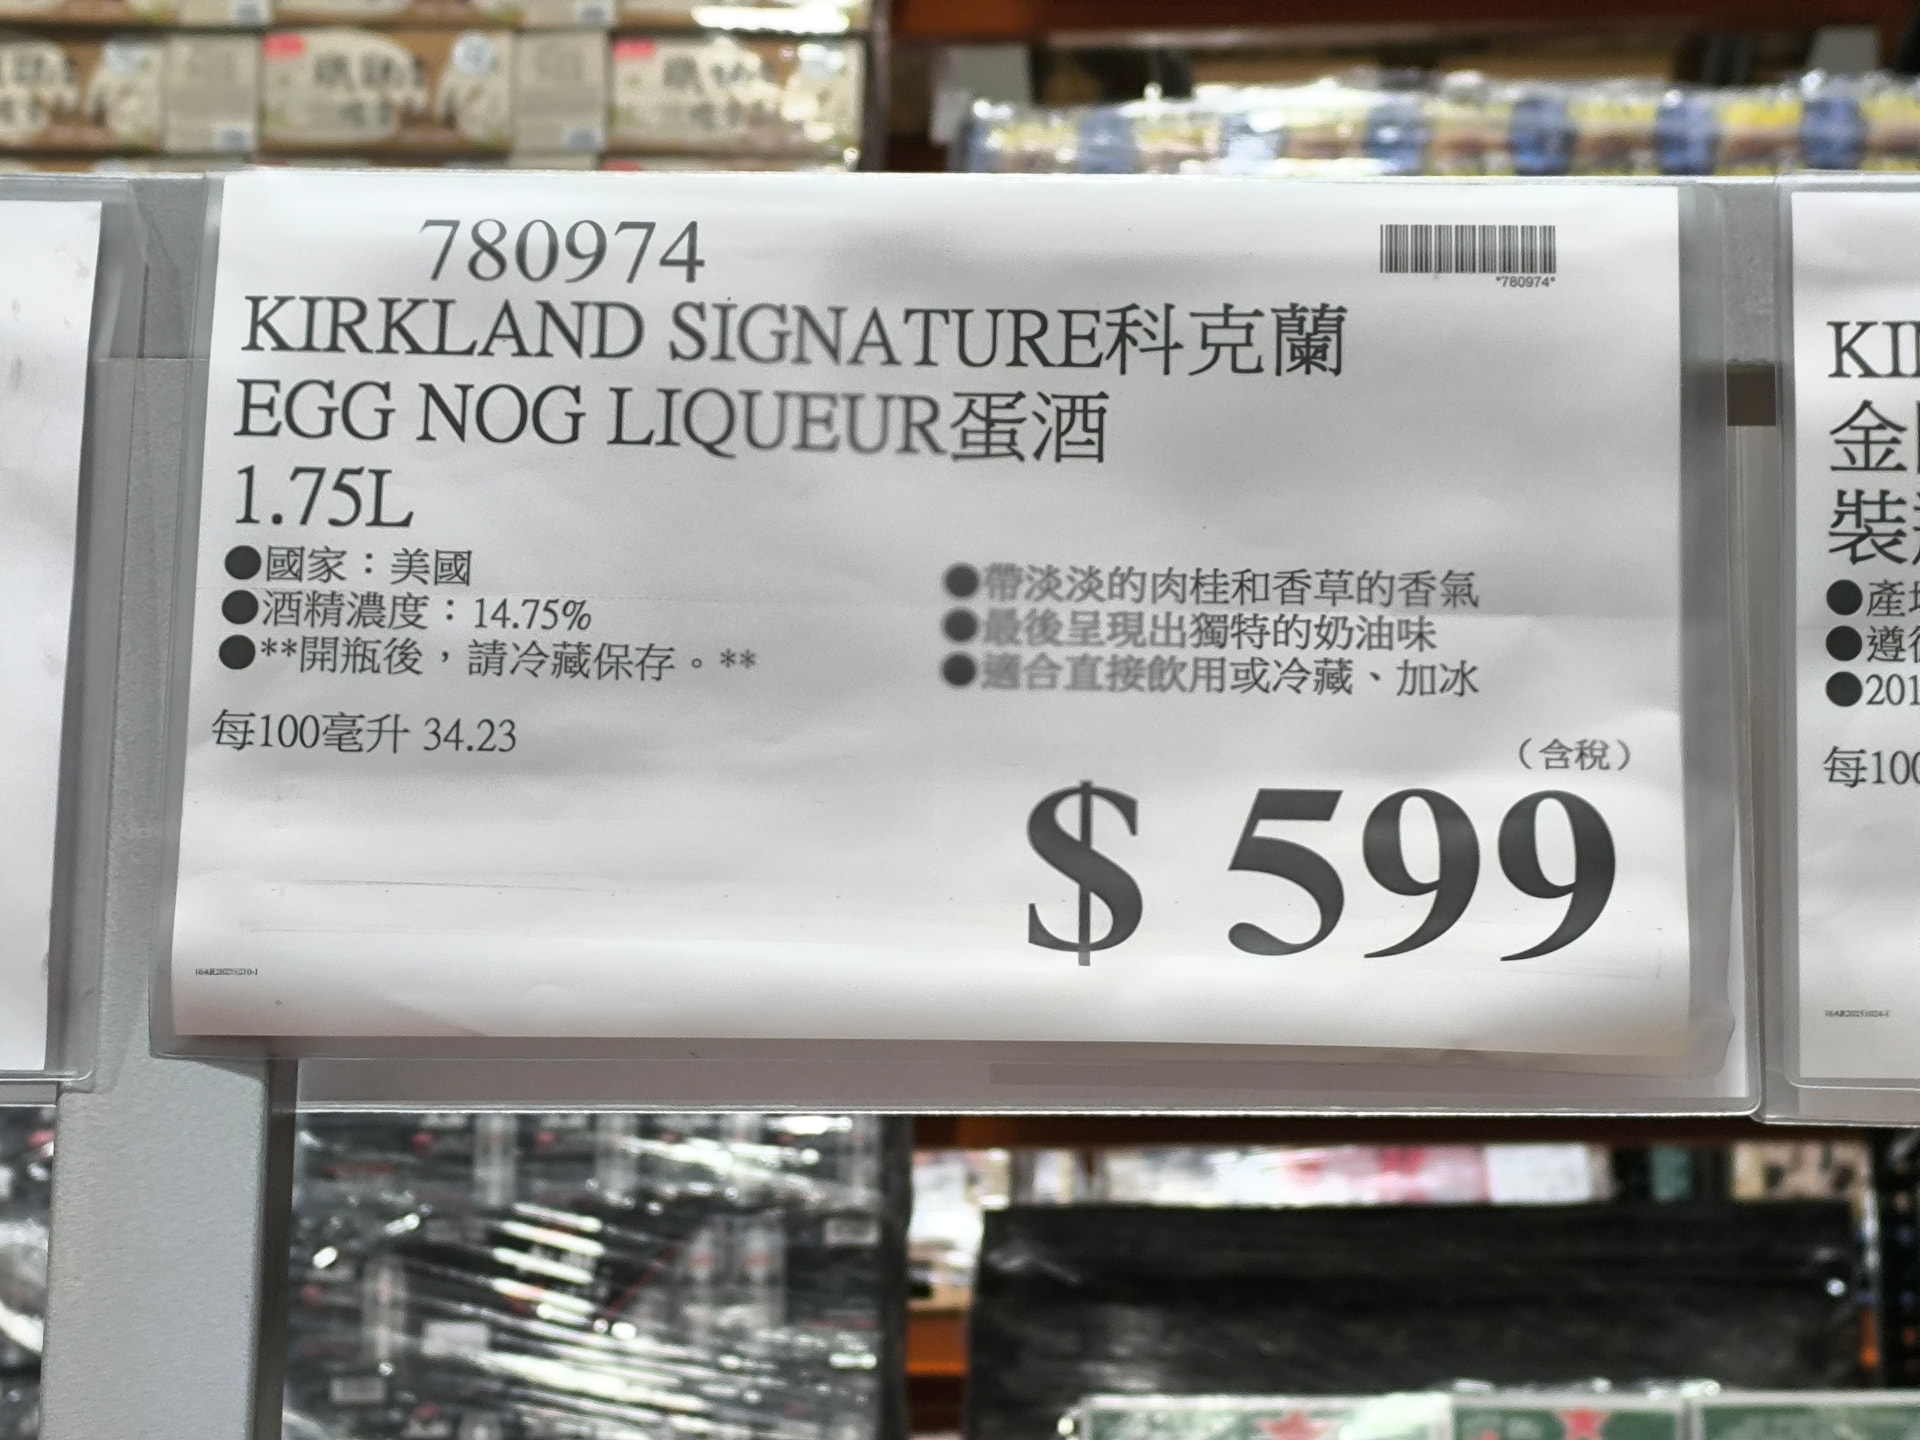 780974
*780974*
KIRKLAND SIGNATURE科克蘭
EGG NOG LIQUEUR蛋酒
1.75L
●國家：美國
●酒精濃度：14.75%
●**開瓶後，請冷藏保存。**
●帶淡淡的肉桂和香草的香氣
●最後呈現出獨特的奶油味
●適合直接飲用或冷藏、加冰
每100毫升 34.23
（含稅）
$ 599
KI
金
裝
●產
●遵
●201
每100